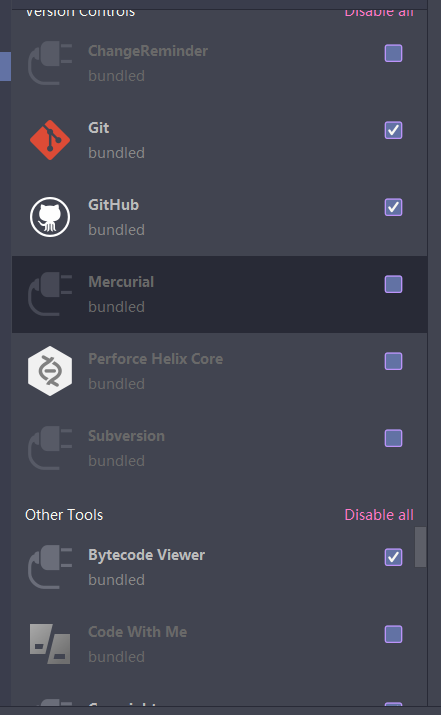 Version Controls Disable all
ChangeReminder
bundled
Git
bundled
GitHub
bundled
Mercurial
bundled
Perforce Helix Core
bundled
Subversion
bundled
Other Tools Disable all
Bytecode Viewer
bundled
Code With Me
bundled
Copyright